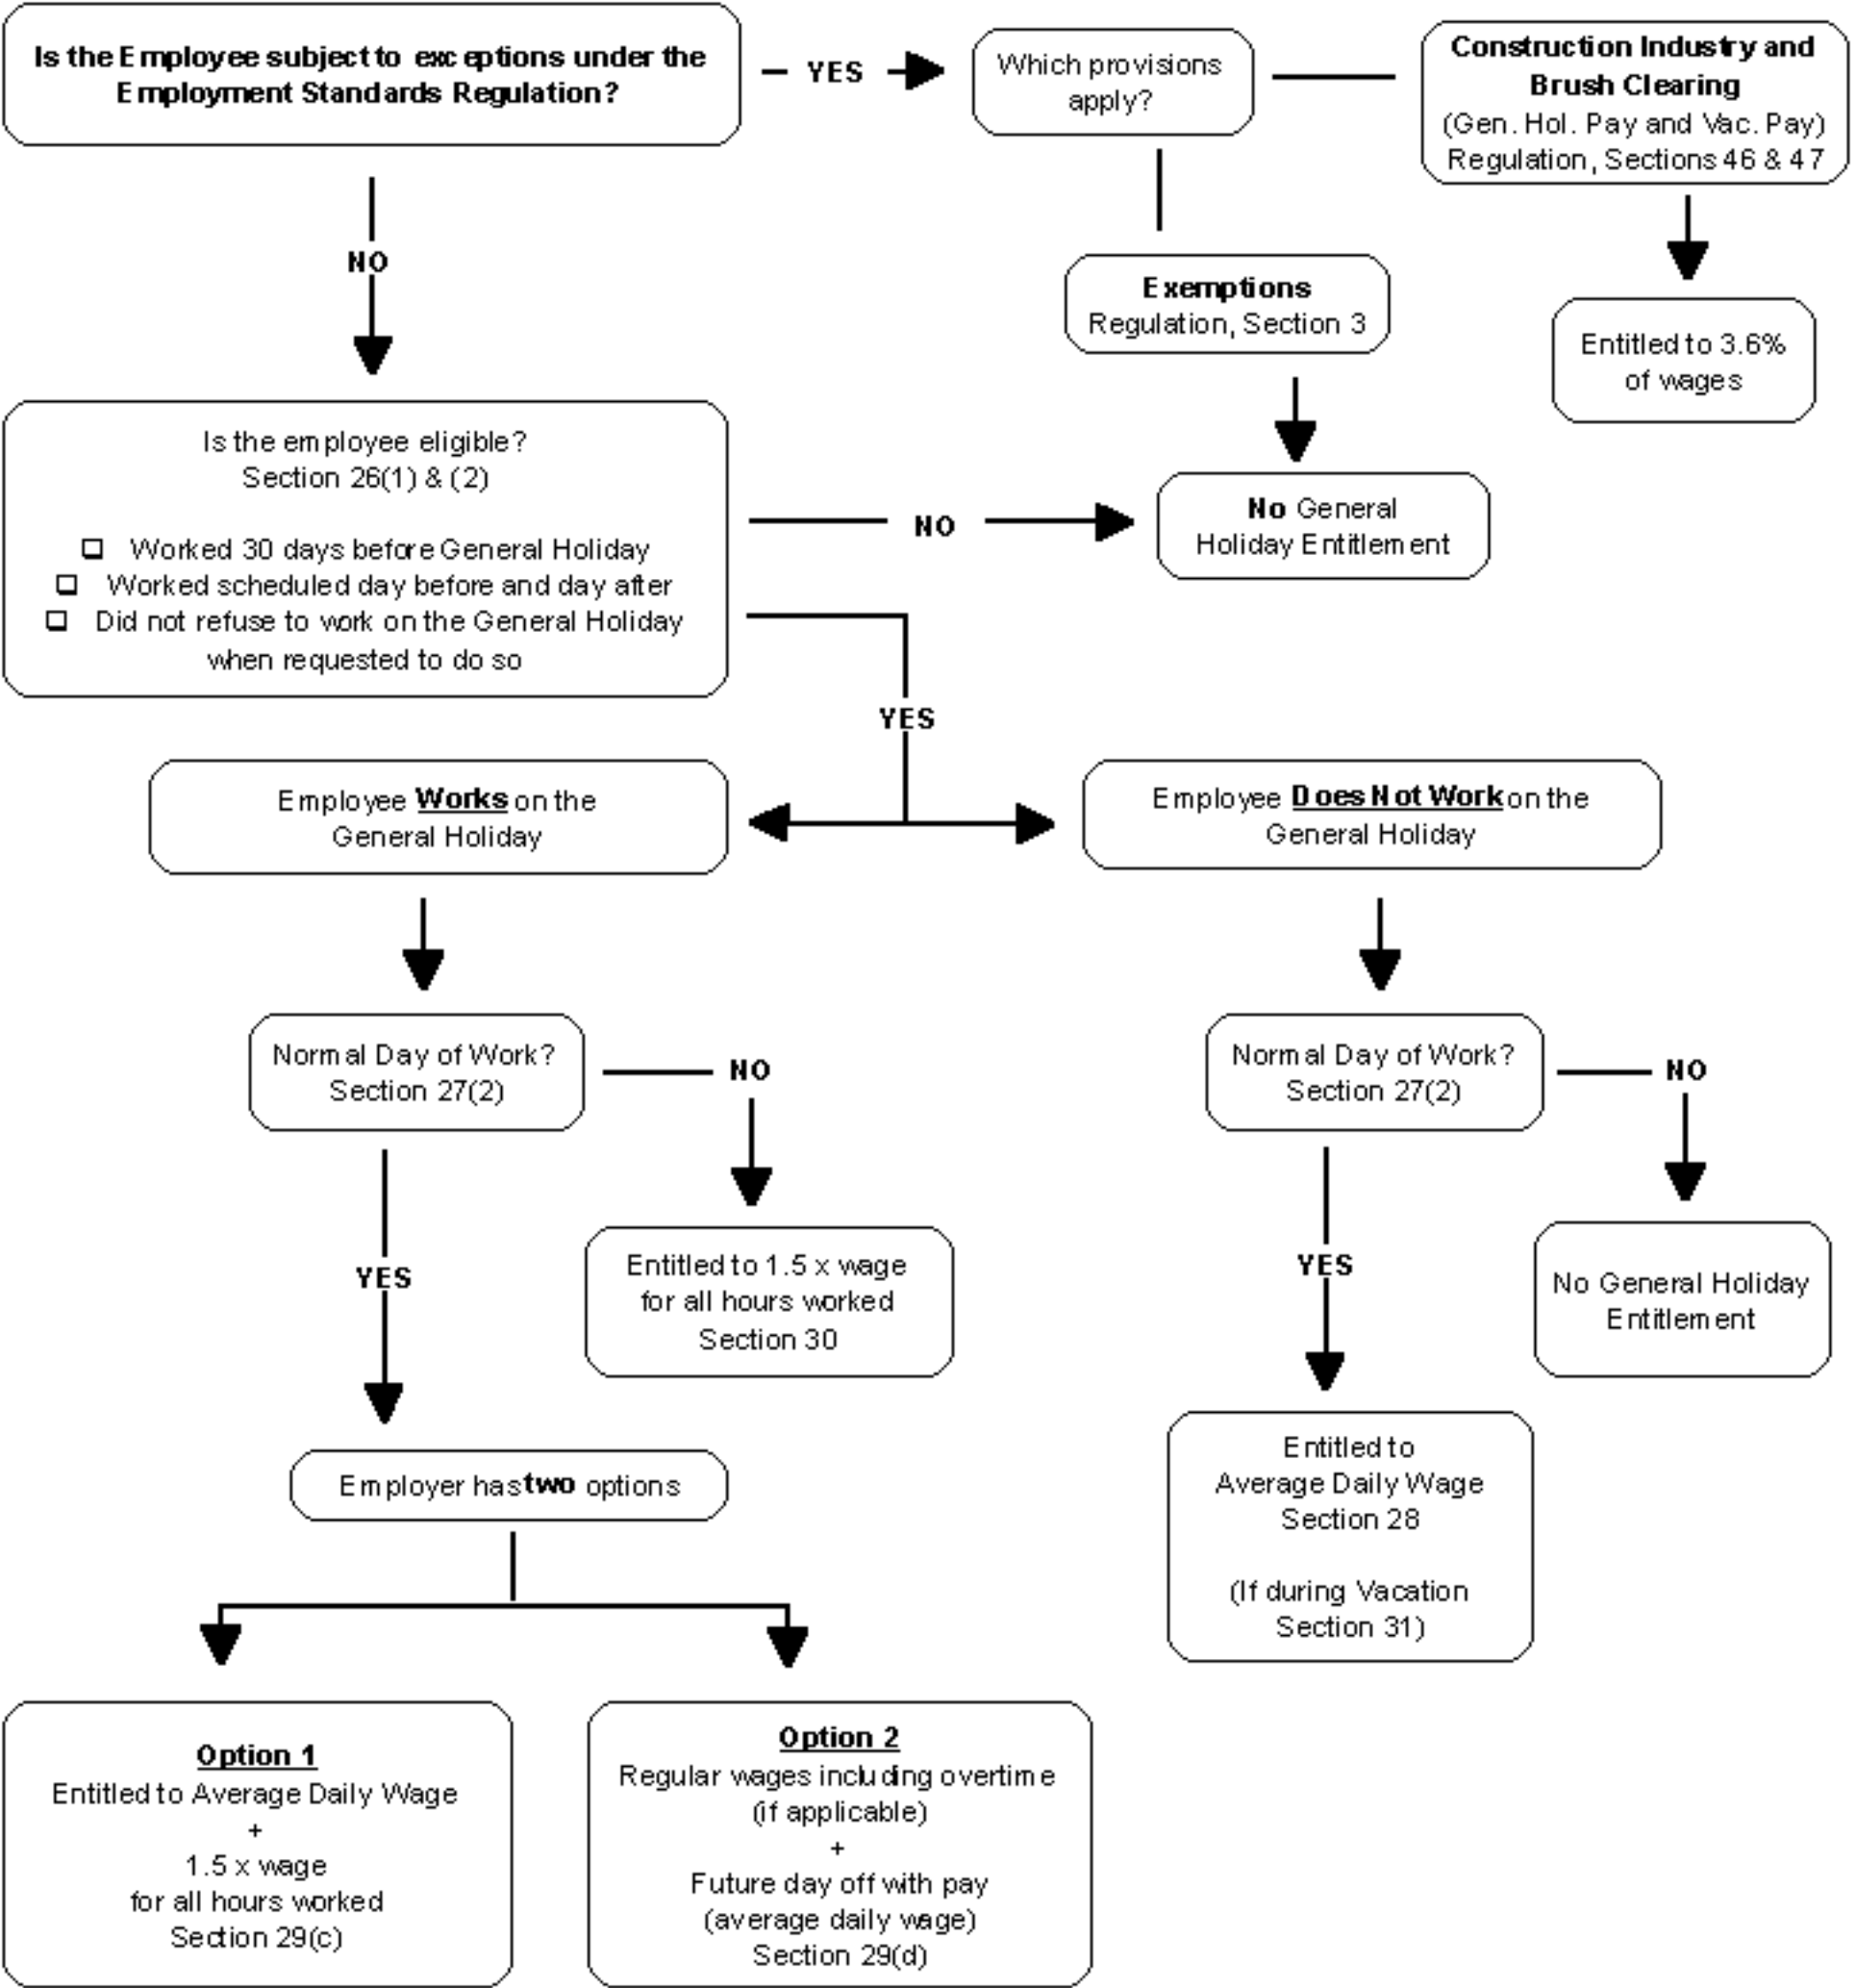 Is the Employee subject to exceptions under the
Employment Standards Regulation?
YES
Which provisions
apply?
Construction Industry and
Brush Clearing
(Gen. Hol. Pay and Vac. Pay)
Regulation, Sections 46 & 47
NO
Exemptions
Regulation, Section 3
Entitled to 3.6%
of wages
Is the employee eligible?
Section 26(1) & (2)
❑ Worked 30 days before General Holiday
❑ Worked scheduled day before and day after
❑ Did not refuse to work on the General Holiday
when requested to do so
NO
No General
Holiday Entitlement
YES
Employee Works on the
General Holiday
Employee Does Not Work on the
General Holiday
Normal Day of Work?
Section 27(2)
NO
Normal Day of Work?
Section 27(2)
NO
YES
Entitled to 1.5 x wage
for all hours worked
Section 30
YES
No General Holiday
Entitlement
Employer has two options
Entitled to
Average Daily Wage
Section 28
(If during Vacation
Section 31)
Option 1
Entitled to Average Daily Wage
+
1.5 x wage
for all hours worked
Section 29(c)
Option 2
Regular wages including overtime
(if applicable)
+
Future day off with pay
(average daily wage)
Section 29(d)